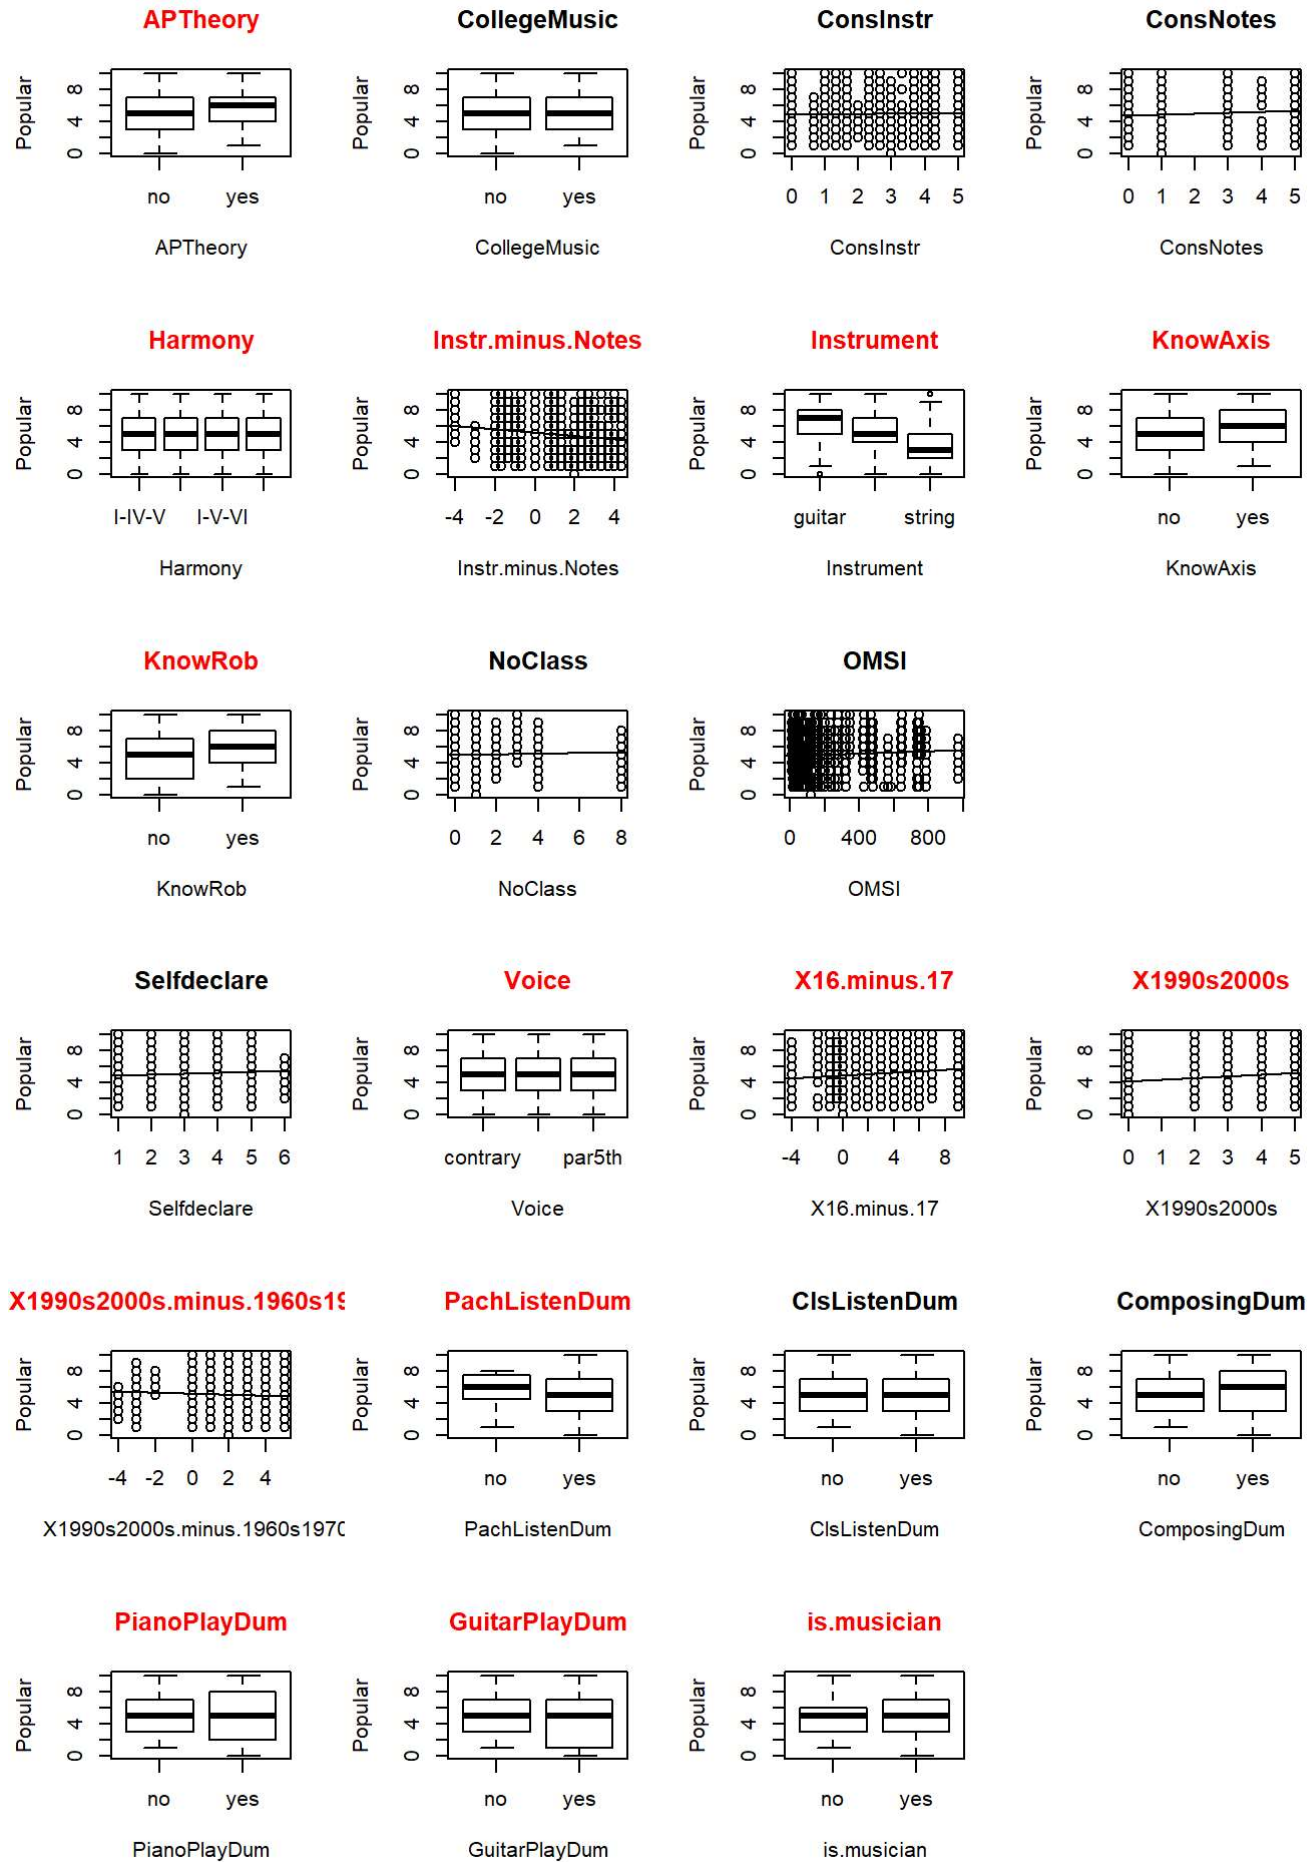 APTheory
CollegeMusic
ConsInstr
ConsNotes
Popular
0 4 8
no yes
APTheory
Popular
0 4 8
no yes
CollegeMusic
Popular
0 4 8
0 1 2 3 4 5
ConsInstr
Popular
0 4 8
0 1 2 3 4 5
ConsNotes
Harmony
Instr.minus.Notes
Instrument
KnowAxis
Popular
0 4 8
I-IV-V I-V-VI
Harmony
Popular
0 4 8
-4 -2 0 2 4
Instr.minus.Notes
Popular
0 4 8
guitar string
Instrument
Popular
0 4 8
no yes
KnowAxis
KnowRob
NoClass
OMSI
Popular
0 4 8
no yes
KnowRob
Popular
0 4 8
0 2 4 6 8
NoClass
Popular
0 4 8
0 400 800
OMSI
Selfdeclare
Voice
X16.minus.17
X1990s2000s
Popular
0 4 8
1 2 3 4 5 6
Selfdeclare
Popular
0 4 8
contrary par5th
Voice
Popular
0 4 8
-4 0 4 8
X16.minus.17
Popular
0 4 8
0 1 2 3 4 5
X1990s2000s
X1990s2000s.minus.1960s19
PachListenDum
ClsListenDum
ComposingDum
Popular
0 4 8
-4 -2 0 2 4
X1990s2000s.minus.1960s1970
Popular
0 4 8
no yes
PachListenDum
Popular
0 4 8
no yes
ClsListenDum
Popular
0 4 8
no yes
ComposingDum
PianoPlayDum
GuitarPlayDum
is.musician
Popular
0 4 8
no yes
PianoPlayDum
Popular
0 4 8
no yes
GuitarPlayDum
Popular
0 4 8
no yes
is.musician